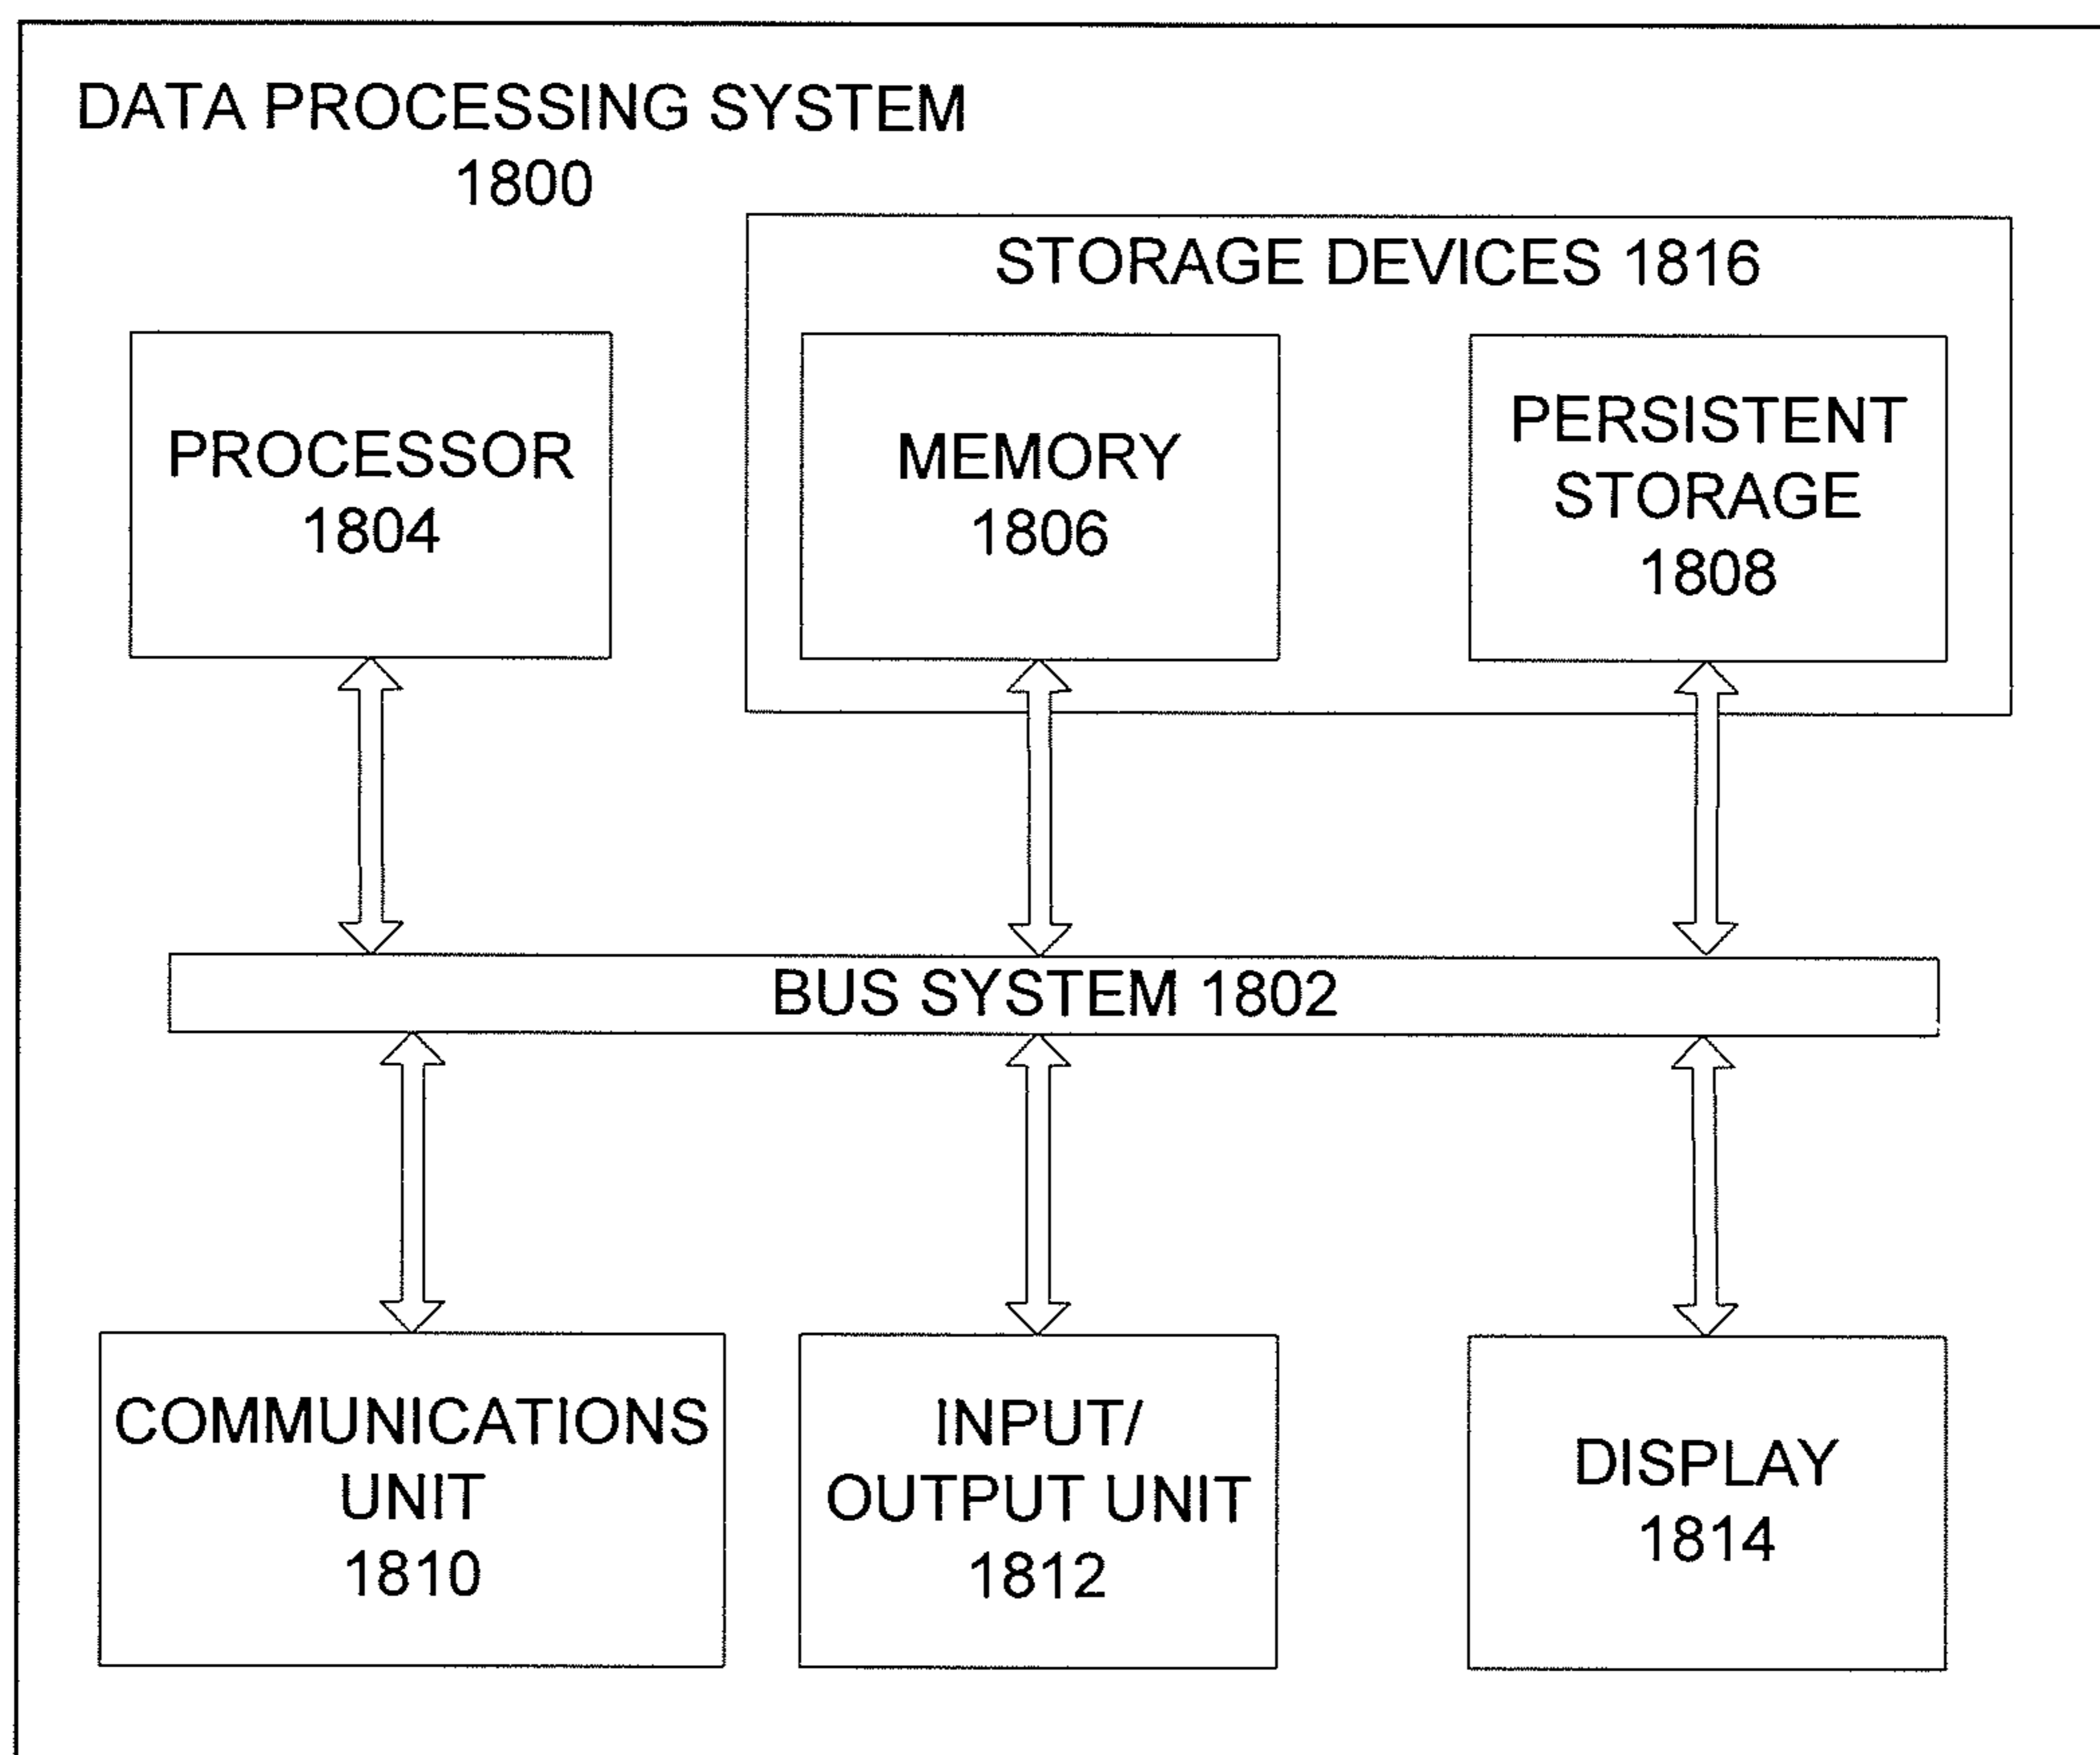 DATA PROCESSING SYSTEM
1800
STORAGE DEVICES 1816
PROCESSOR
1804
MEMORY
1806
PERSISTENT
STORAGE
1808
BUS SYSTEM 1802
COMMUNICATIONS
UNIT
1810
INPUT/
OUTPUT UNIT
1812
DISPLAY
1814